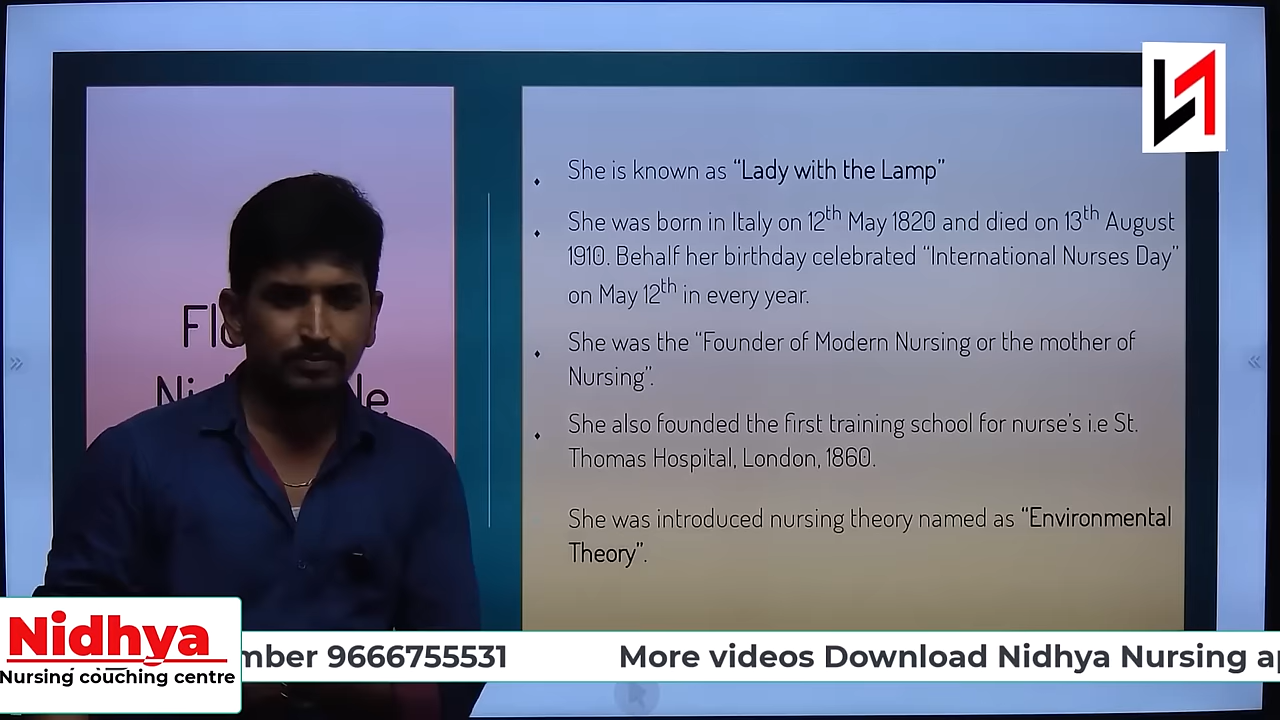 She is known as “Lady with the Lamp”
She was born in Italy on 12th May 1820 and died on 13th August
1910. Behalf her birthday celebrated “International Nurses Day”
on May 12th in every year.
She was the “Founder of Modern Nursing or the mother of
Nursing”.
She also founded the first training school for nurse's i.e St.
Thomas Hospital, London, 1860.
She was introduced nursing theory named as “Environmental
Theory”.
Nidhya
Nursing couching centre
9666755531 More videos Download Nidhya Nursing